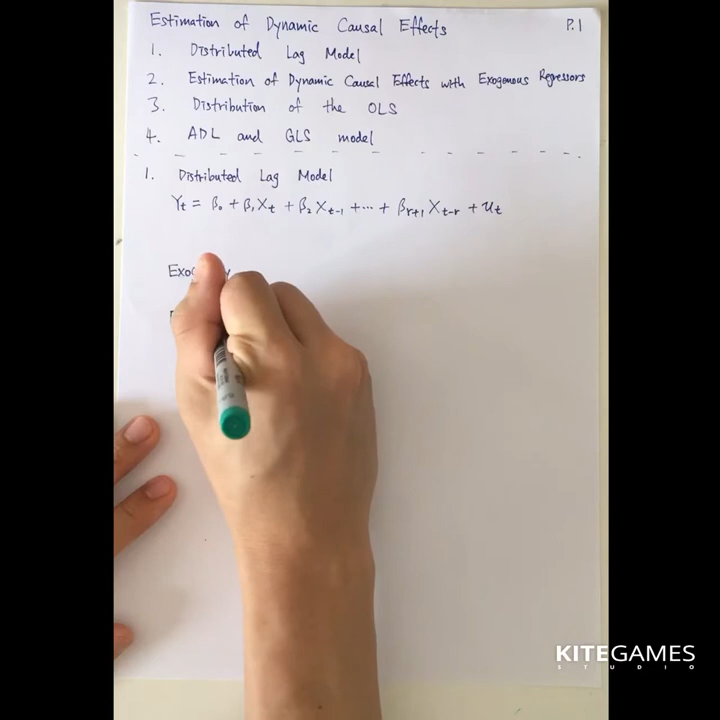 Estimation of Dynamic Causal Effects P.1
1. Distributed Lag Model
2. Estimation of Dynamic Causal Effects with Exogenous Regressors
3. Distribution of the OLS
4. ADL and GLS model
1. Distributed Lag Model
Yt = β0 + β1Xt + β2Xt-1 + ... + βr+1Xt-r + ut
KITEGAMES
STUDIO